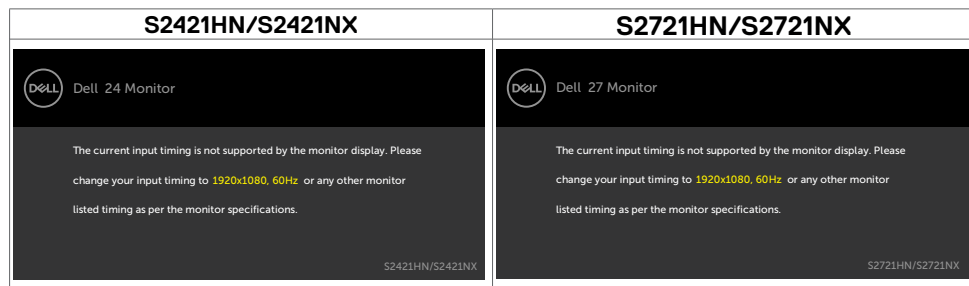 S2421HN/S2421NX
S2721HN/S2721NX
DELL
Dell 24 Monitor
The current input timing is not supported by the monitor display. Please
change your input timing to 1920x1080, 60Hz or any other monitor
listed timing as per the monitor specifications.
S2421HN/S2421NX
DELL
Dell 27 Monitor
The current input timing is not supported by the monitor display. Please
change your input timing to 1920x1080, 60Hz or any other monitor
listed timing as per the monitor specifications.
S2721HN/S2721NX